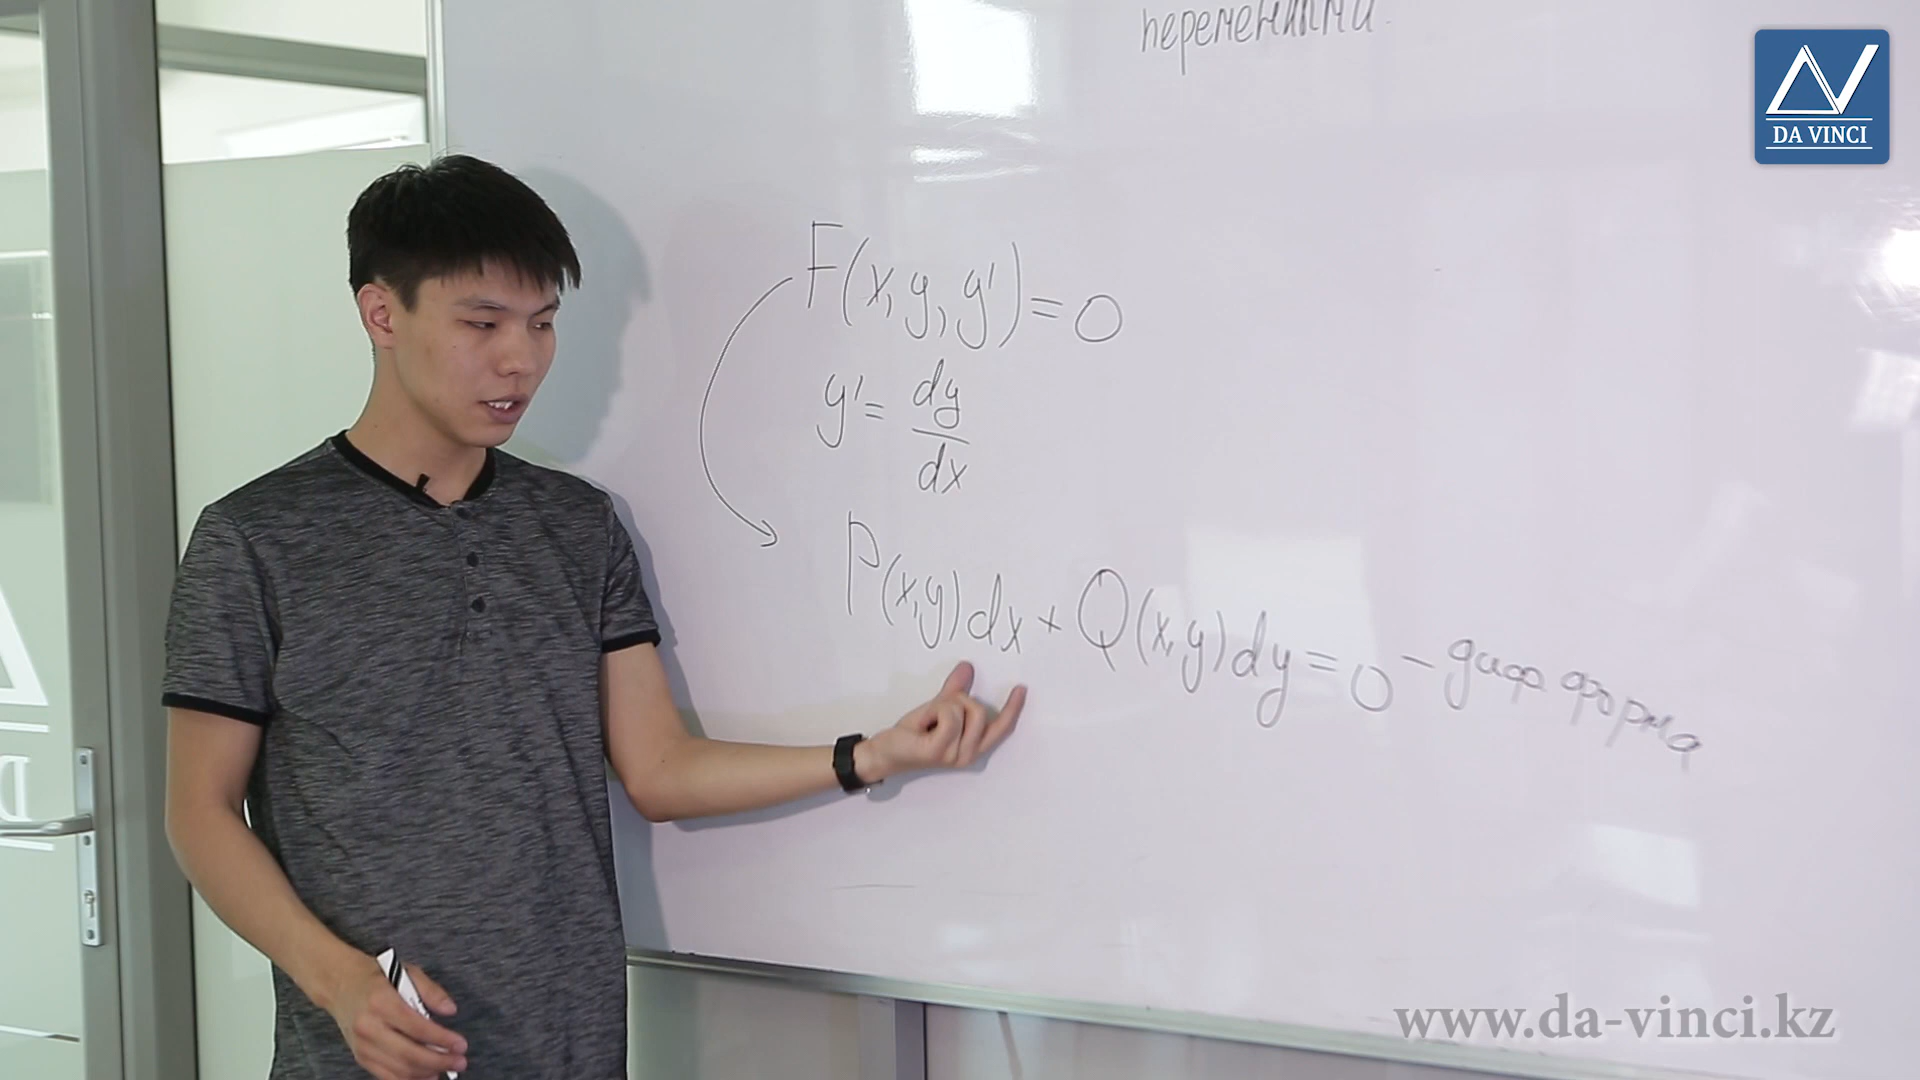 переменными.
DA VINCI
F(x, y, y') = 0
y' = dy/dx
P(x,y)dx + Q(x,y)dy = 0 – диф. форма
www.da-vinci.kz